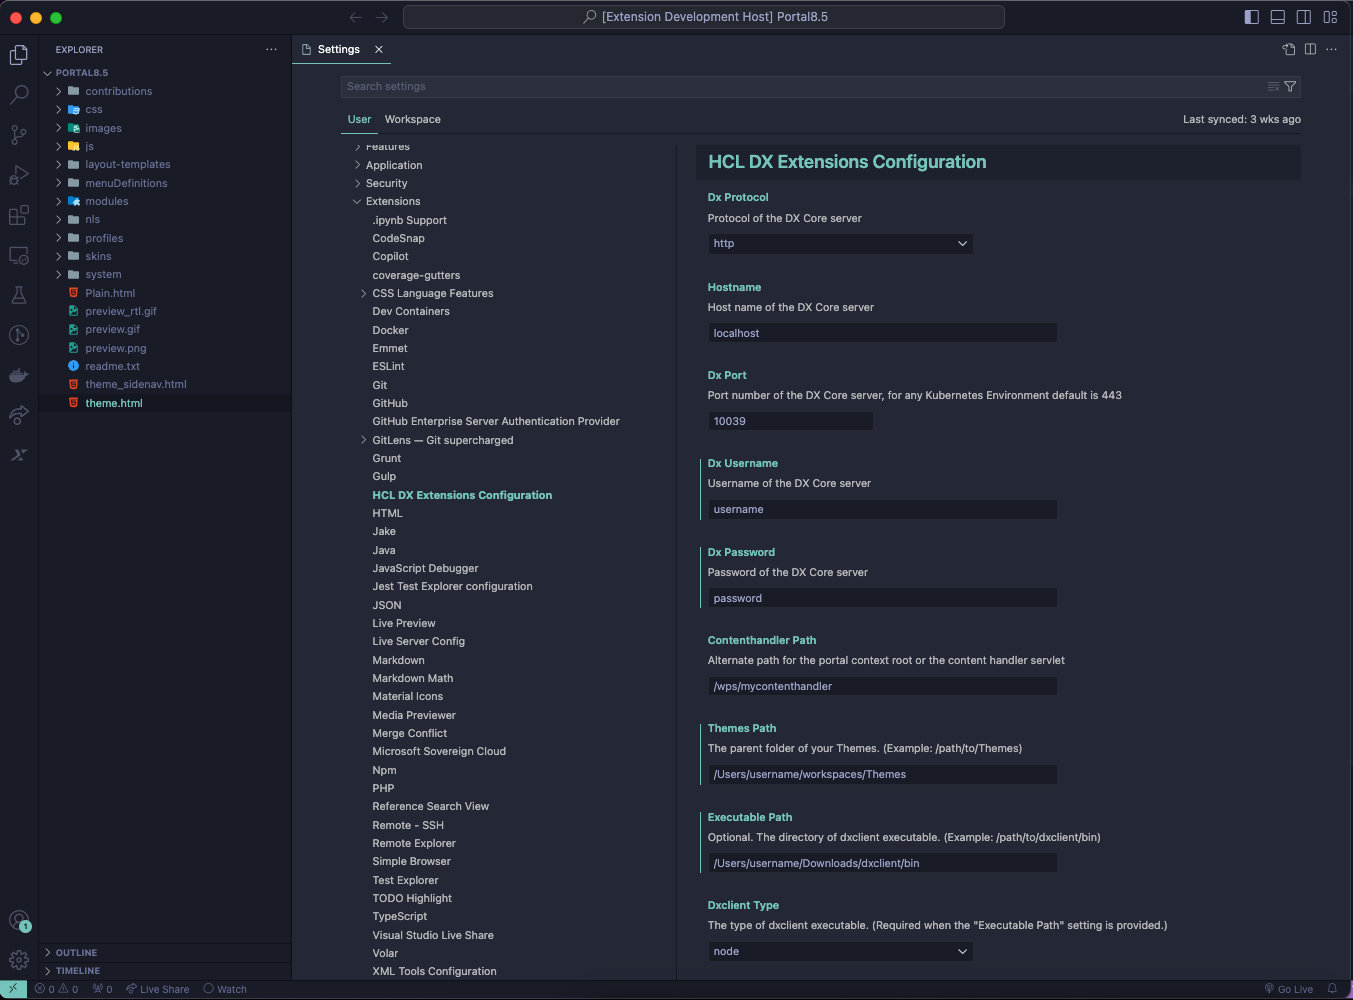 [Extension Development Host] Portal8.5
EXPLORER
Settings
PORTAL8.5
contributions
css
images
js
layout-templates
menuDefinitions
modules
nls
profiles
skins
system
Plain.html
preview_rtl.gif
preview.gif
preview.png
readme.txt
theme_sidenav.html
theme.html
OUTLINE
TIMELINE
Search settings
User
Workspace
Last synced: 3 wks ago
Features
Application
Security
Extensions
.ipynb Support
CodeSnap
Copilot
coverage-gutters
CSS Language Features
Dev Containers
Docker
Emmet
ESLint
Git
GitHub
GitHub Enterprise Server Authentication Provider
GitLens — Git supercharged
Grunt
Gulp
HCL DX Extensions Configuration
HTML
Jake
Java
JavaScript Debugger
Jest Test Explorer configuration
JSON
Live Preview
Live Server Config
Markdown
Markdown Math
Material Icons
Media Previewer
Merge Conflict
Microsoft Sovereign Cloud
Npm
PHP
Reference Search View
Remote - SSH
Remote Explorer
Simple Browser
Test Explorer
TODO Highlight
TypeScript
Visual Studio Live Share
Volar
XML Tools Configuration
HCL DX Extensions Configuration
Dx Protocol
Protocol of the DX Core server
http
Hostname
Host name of the DX Core server
localhost
Dx Port
Port number of the DX Core server, for any Kubernetes Environment default is 443
10039
Dx Username
Username of the DX Core server
username
Dx Password
Password of the DX Core server
password
Contenthandler Path
Alternate path for the portal context root or the content handler servlet
/wps/mycontenthandler
Themes Path
The parent folder of your Themes. (Example: /path/to/Themes)
/Users/username/workspaces/Themes
Executable Path
Optional. The directory of dxclient executable. (Example: /path/to/dxclient/bin)
/Users/username/Downloads/dxclient/bin
Dxclient Type
The type of dxclient executable. (Required when the "Executable Path" setting is provided.)
node
1
0 0 0 Live Share Watch
Go Live